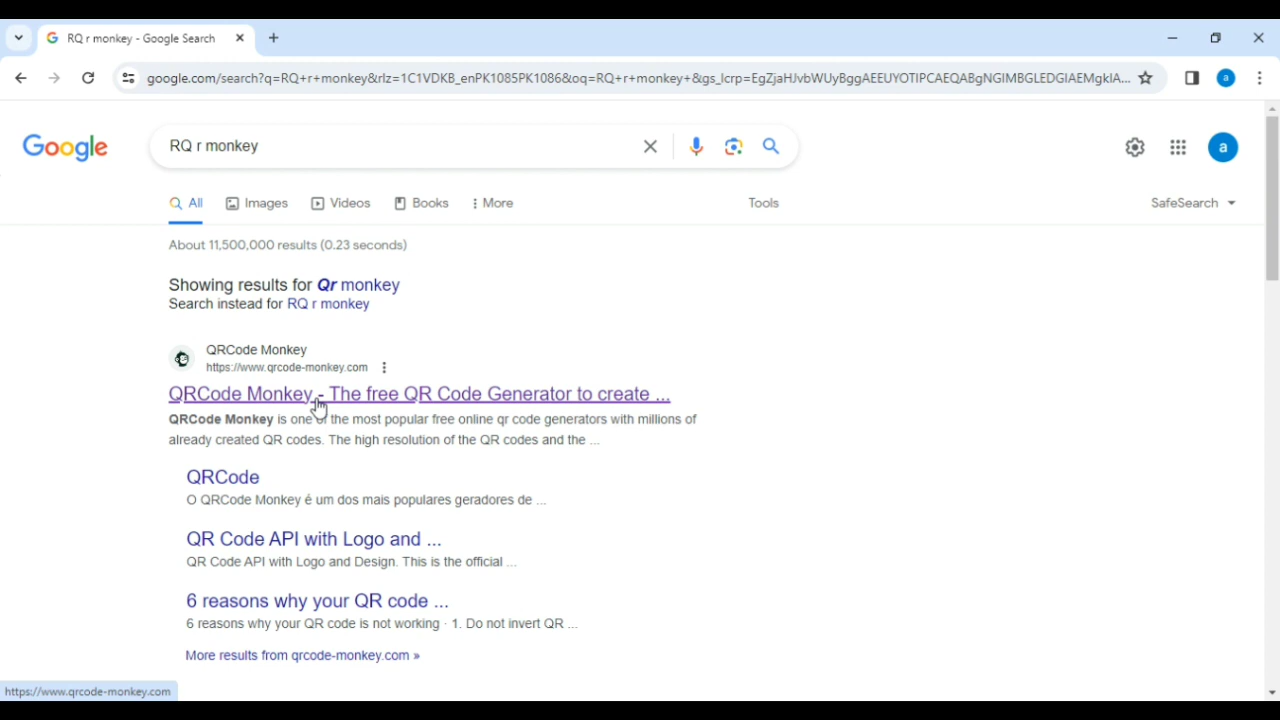 RQ r monkey - Google Search
google.com/search?q=RQ+r+monkey&rlz=1C1VDKB_enPK1085PK1086&oq=RQ+r+monkey+&gs_lcrp=EgZjaHJvbWUyBggAEEUYOTIPCAEQABgNGIMBGLEDGIAEMgkIA...
a
Google
RQ r monkey
a
All
Images
Videos
Books
More
Tools
SafeSearch
About 11,500,000 results (0.23 seconds)
Showing results for Qr monkey
Search instead for RQ r monkey
QRCode Monkey
https://www.qrcode-monkey.com
QRCode Monkey - The free QR Code Generator to create ...
QRCode Monkey is one of the most popular free online qr code generators with millions of
already created QR codes. The high resolution of the QR codes and the ...
QRCode
O QRCode Monkey é um dos mais populares geradores de ...
QR Code API with Logo and ...
QR Code API with Logo and Design. This is the official ...
6 reasons why your QR code ...
6 reasons why your QR code is not working · 1. Do not invert QR ...
More results from qrcode-monkey.com »
https://www.qrcode-monkey.com